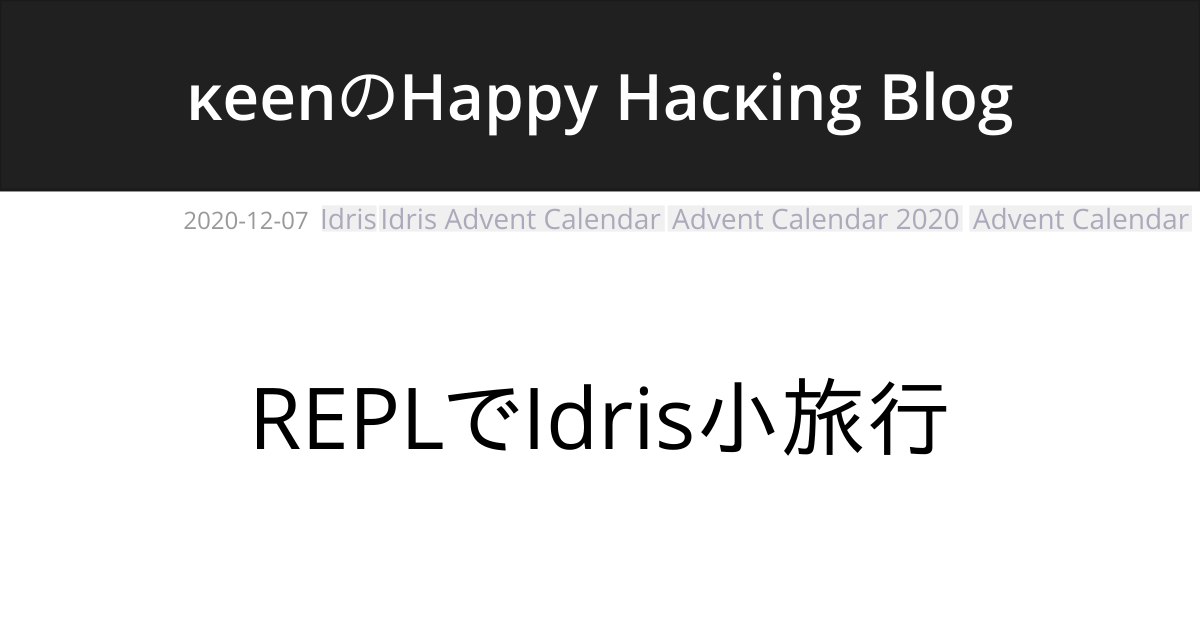 κeenのHappy Hacκing Blog
2020-12-07 Idris Idris Advent Calendar Advent Calendar 2020 Advent Calendar
REPLでIdris小旅行